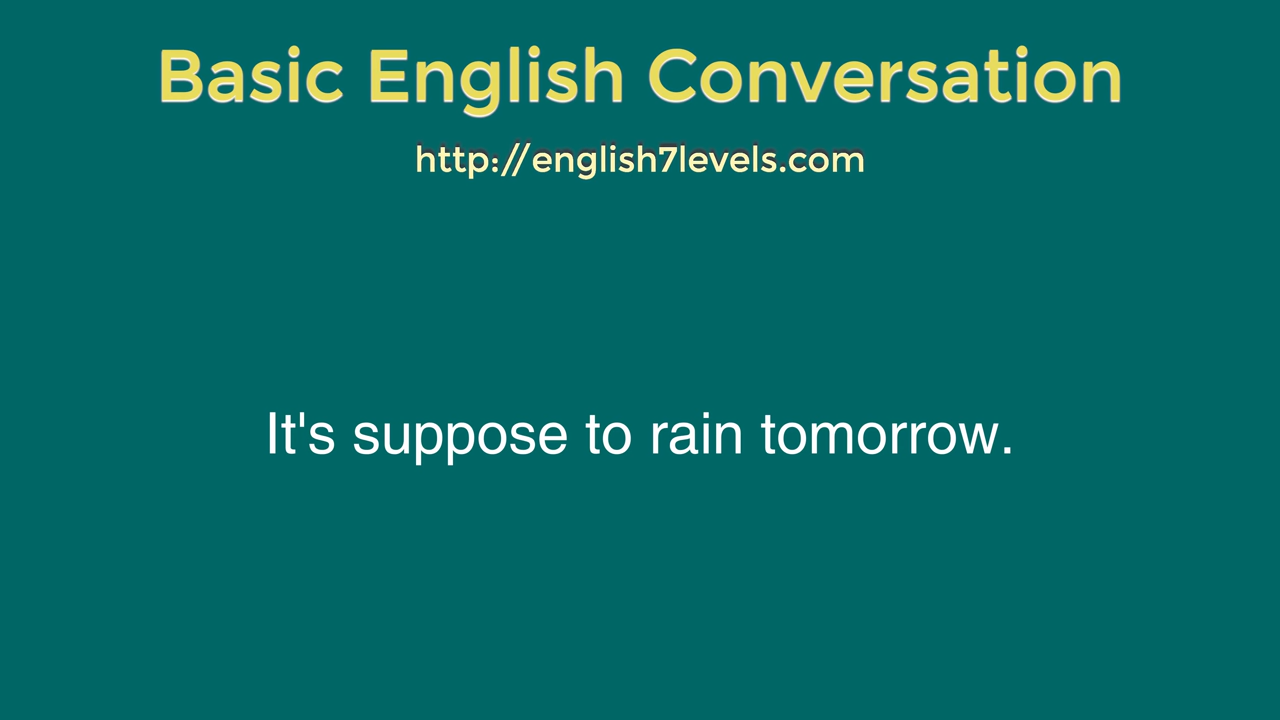 Basic English Conversation
http://english7levels.com
It's suppose to rain tomorrow.